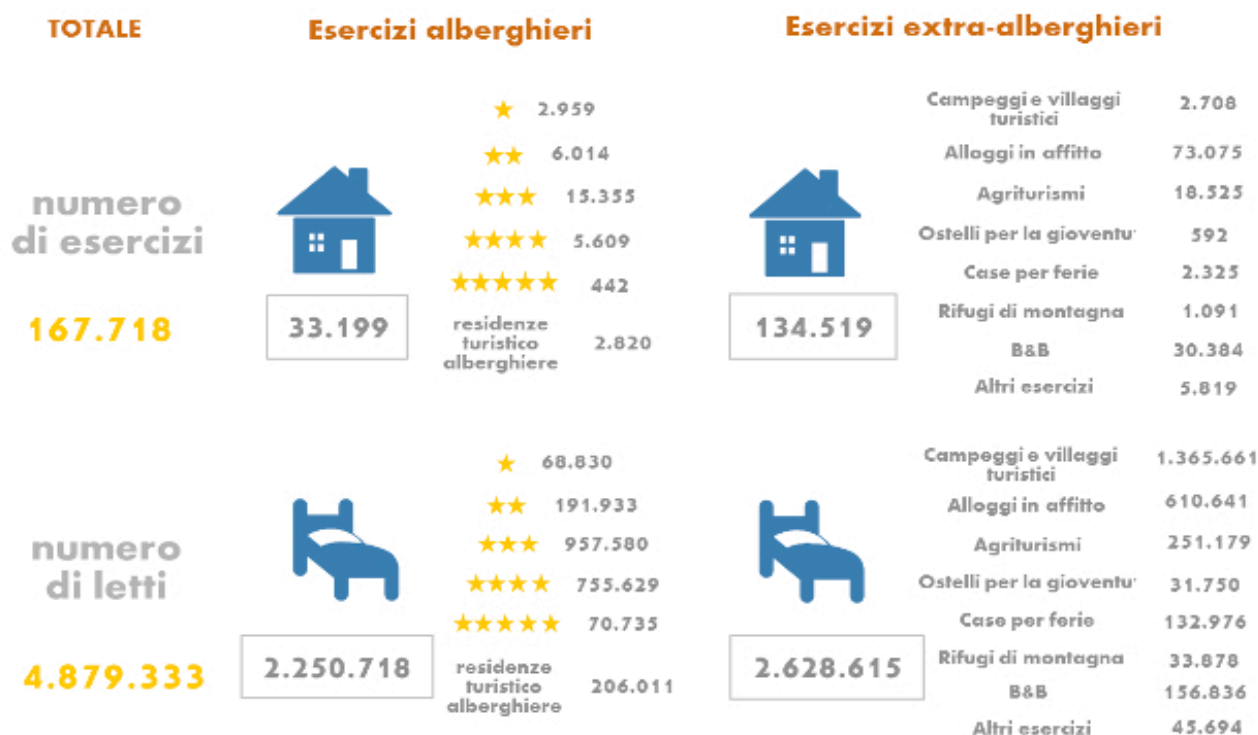 TOTALE
Esercizi alberghieri
Esercizi extra-alberghieri
numero
di esercizi
167.718
33.199
2.959
6.014
15.355
5.609
442
residenze
turistico 2.820
alberghiere
134.519
Campeggi e villaggi 2.708
turistici
Alloggi in affitto 73.075
Agriturismi 18.525
Ostelli per la gioventu' 592
Case per ferie 2.325
Rifugi di montagna 1.091
B&B 30.384
Altri esercizi 5.819
numero
di letti
4.879.333
2.250.718
68.830
191.933
957.580
755.629
70.735
residenze
turistico 206.011
alberghiere
2.628.615
Campeggi e villaggi 1.365.661
turistici
Alloggi in affitto 610.641
Agriturismi 251.179
Ostelli per la gioventu' 31.750
Case per ferie 132.976
Rifugi di montagna 33.878
B&B 156.836
Altri esercizi 45.694